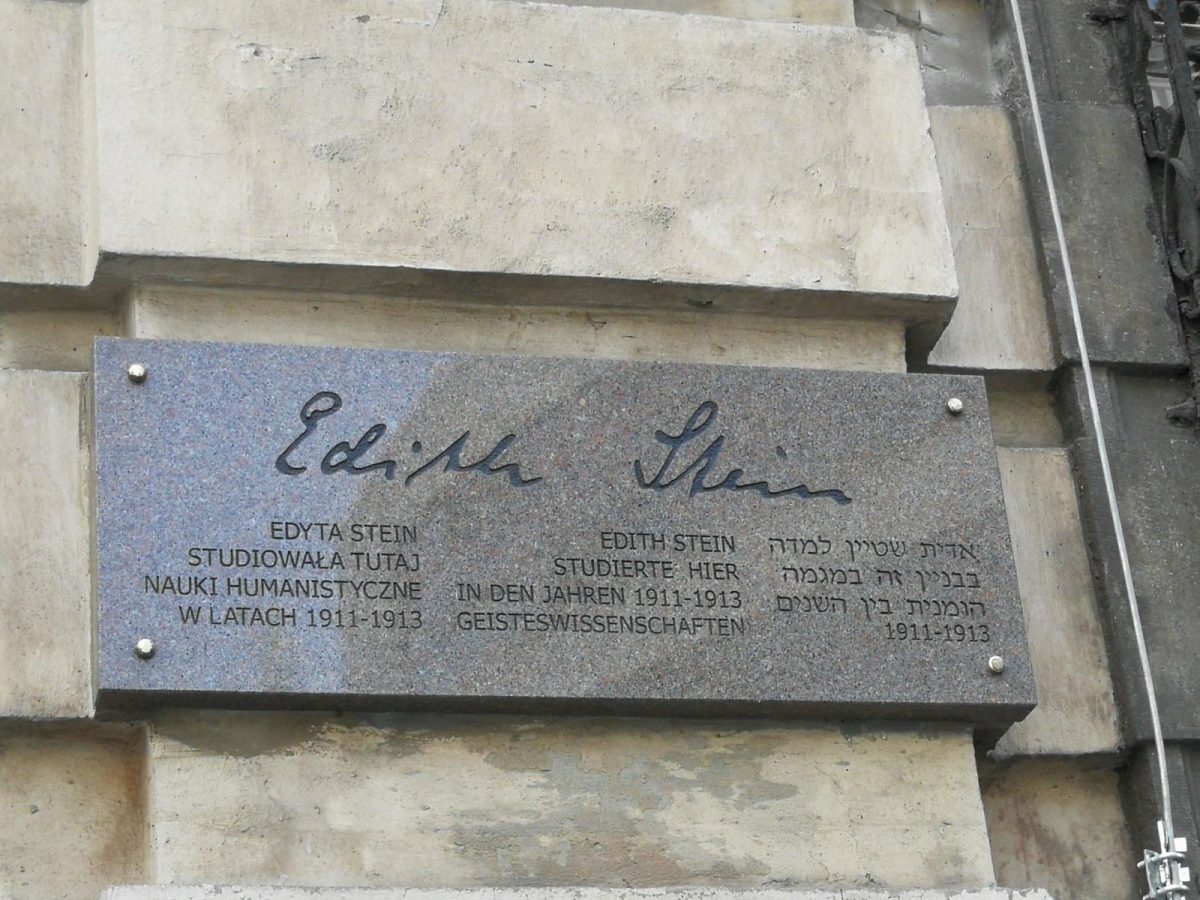 Edith Stein
EDYTA STEIN
STUDIOWAŁA TUTAJ
NAUKI HUMANISTYCZNE
W LATACH 1911-1913
EDITH STEIN
STUDIERTE HIER
IN DEN JAHREN 1911-1913
GEISTESWISSENSCHAFTEN
אדית שטיין למדה
בבניין זה במגמה
הומנית בין השנים
1911-1913